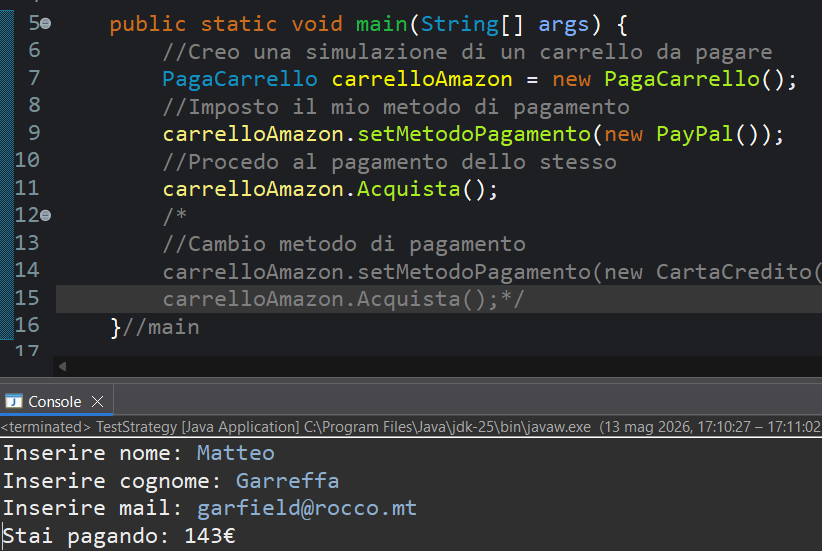 5 public static void main(String[] args) {
6 //Creo una simulazione di un carrello da pagare
7 PagaCarrello carrelloAmazon = new PagaCarrello();
8 //Imposto il mio metodo di pagamento
9 carrelloAmazon.setMetodoPagamento(new PayPal());
10 //Procedo al pagamento dello stesso
11 carrelloAmazon.Acquista();
12 /*
13 //Cambio metodo di pagamento
14 carrelloAmazon.setMetodoPagamento(new CartaCredito(
15 carrelloAmazon.Acquista();*/
16 }//main
17
Console
<terminated> TestStrategy [Java Application] C:\Program Files\Java\jdk-25\bin\javaw.exe (13 mag 2026, 17:10:27 – 17:11:02
Inserire nome: Matteo
Inserire cognome: Garreffa
Inserire mail: garfield@rocco.mt
Stai pagando: 143€